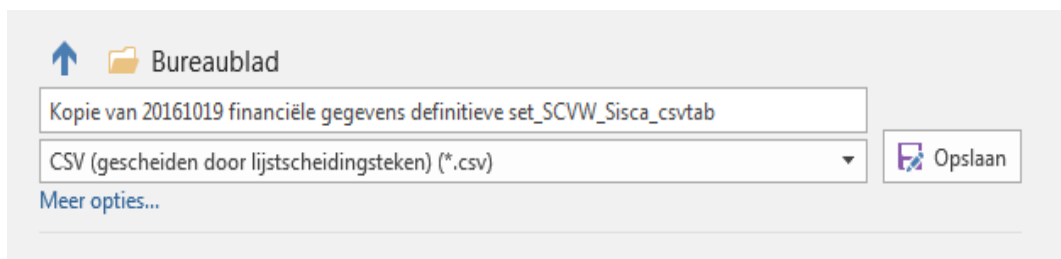 Bureaublad
Kopie van 20161019 financiële gegevens definitieve set_SCVW_Sisca_csvtab
CSV (gescheiden door lijstscheidingsteken) (*.csv)
Opslaan
Meer opties...